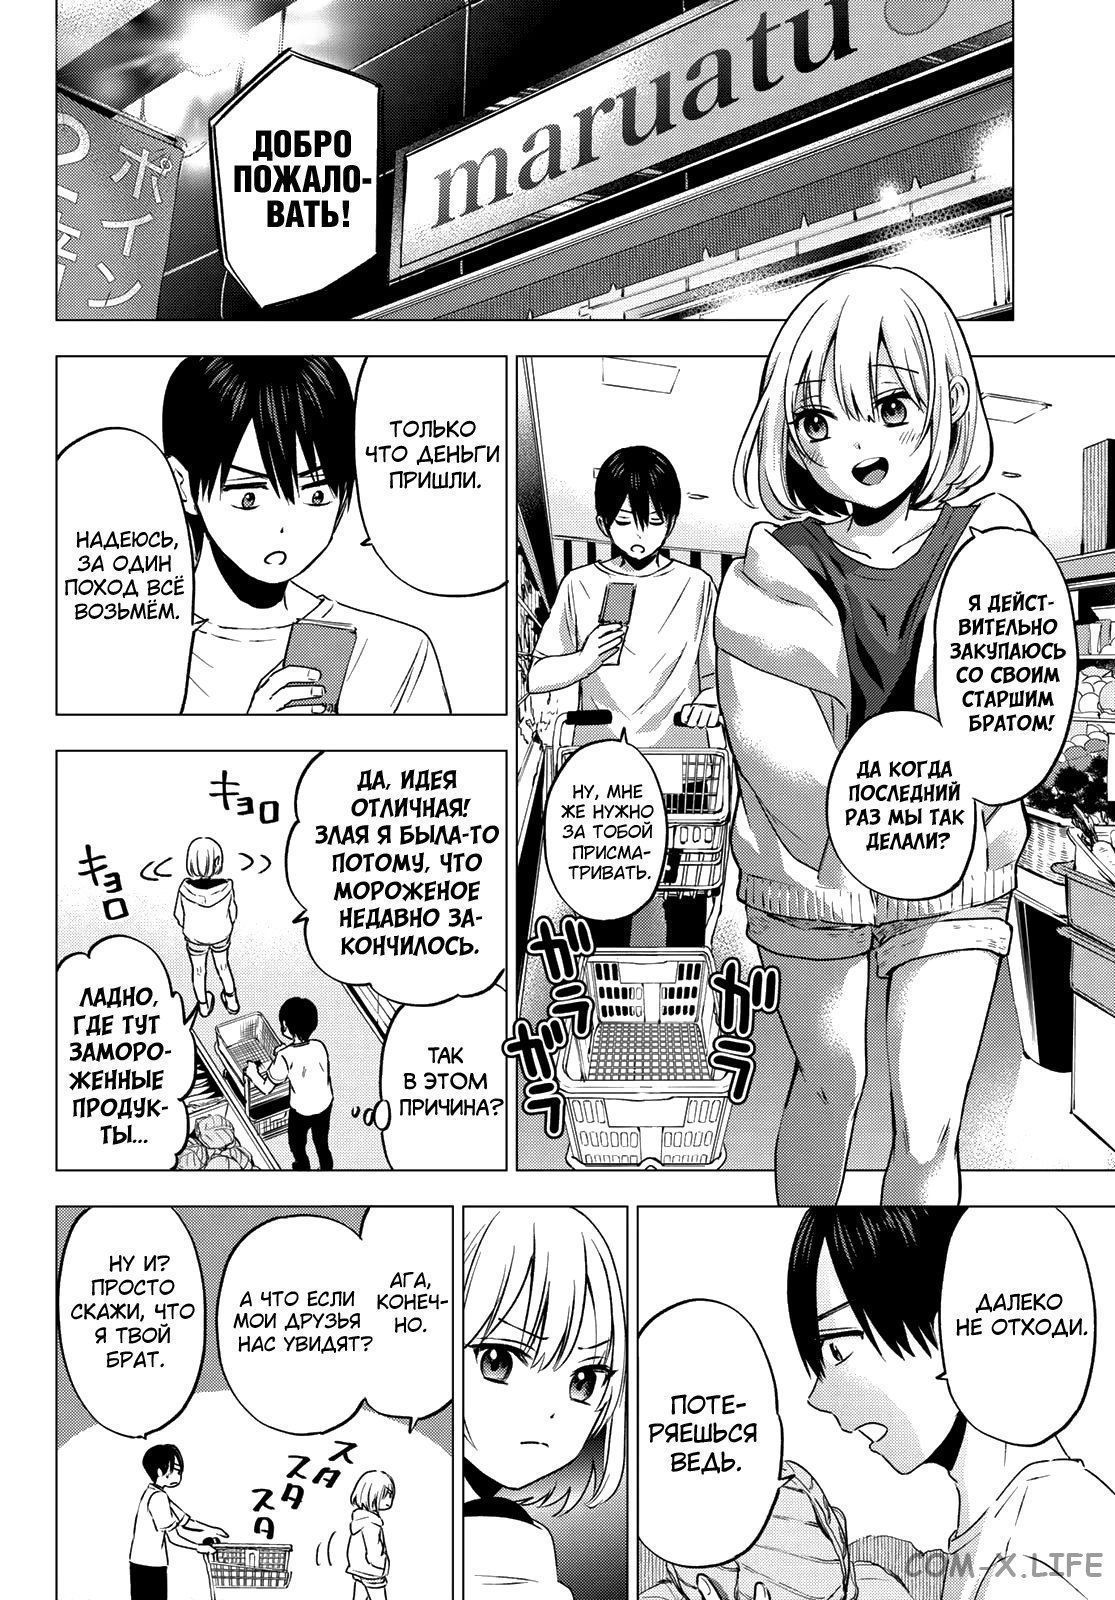 maruatu
ポイン
ДОБРО
ПОЖАЛО-
ВАТЬ!
Я ДЕЙСТ-
ВИТЕЛЬНО
ЗАКУПАЮСЬ
СО СВОИМ
СТАРШИМ
БРАТОМ!
ДА КОГДА
ПОСЛЕДНИЙ
РАЗ МЫ ТАК
ДЕЛАЛИ?
НУ, МНЕ
ЖЕ НУЖНО
ЗА ТОБОЙ
ПРИСМА-
ТРИВАТЬ.
ガラ
ガラ
ガラ
ТОЛЬКО
ЧТО ДЕНЬГИ
ПРИШЛИ.
НАДЕЮСЬ,
ЗА ОДИН
ПОХОД ВСЁ
ВОЗЬМЁМ.
ДА, ИДЕЯ
ОТЛИЧНАЯ!
ЗЛАЯ Я БЫЛА-ТО
ПОТОМУ, ЧТО
МОРОЖЕНОЕ
НЕДАВНО ЗА-
КОНЧИЛОСЬ.
キョロ
キョロ
ТАК
В ЭТОМ
ПРИЧИНА?
ЛАДНО,
ГДЕ ТУТ
ЗАМОРО-
ЖЕННЫЕ
ПРОДУК-
ТЫ...
ДАЛЕКО
НЕ ОТХОДИ.
ПОТЕ-
РЯЕШЬСЯ
ВЕДЬ.
АГА,
КОНЕЧ-
НО.
А ЧТО ЕСЛИ
МОИ ДРУЗЬЯ
НАС УВИДЯТ?
НУ И?
ПРОСТО
СКАЖИ, ЧТО
Я ТВОЙ
БРАТ.
スタ
スタ
スタ
COM-X.LIFE